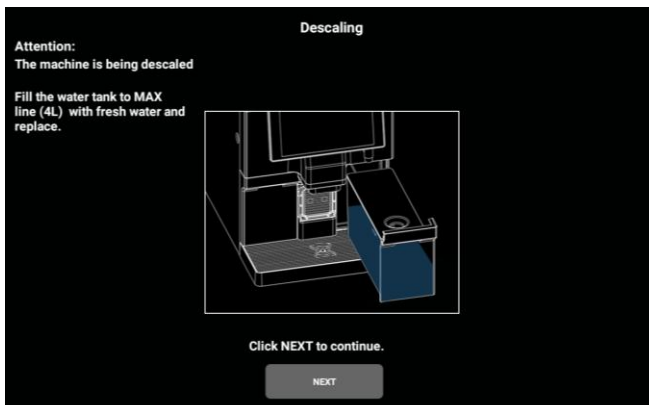 Descaling
Attention:
The machine is being descaled
Fill the water tank to MAX
line (4L) with fresh water and
replace.
Click NEXT to continue.
NEXT